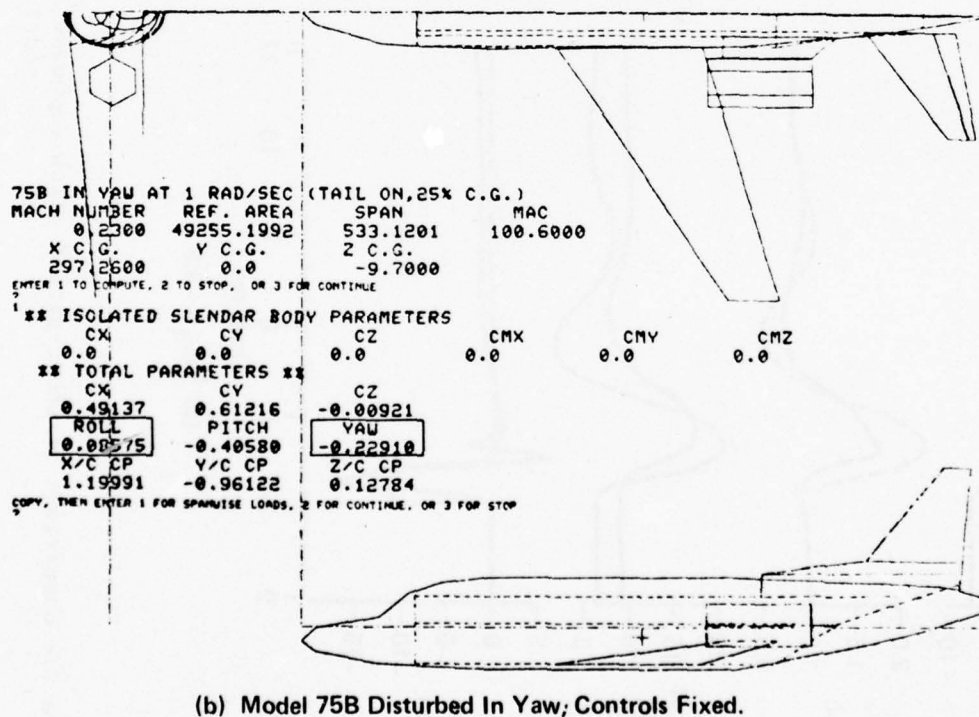 75B IN YAW AT 1 RAD/SEC (TAIL ON,25% C.G.)
MACH NUMBER REF. AREA SPAN MAC
0.2300 49255.1992 533.1201 100.6000
X C.G. Y C.G. Z C.G.
297.2600 0.0 -9.7000
ENTER 1 TO COMPUTE, 2 TO STOP, OR 3 FOR CONTINUE
?
1
** ISOLATED SLENDAR BODY PARAMETERS
CX CY CZ CMX CMY CMZ
0.0 0.0 0.0 0.0 0.0 0.0
** TOTAL PARAMETERS **
CX CY CZ
0.49137 0.61216 -0.00921
ROLL PITCH YAW
0.08575 -0.40580 -0.22910
X/C CP Y/C CP Z/C CP
1.19991 -0.96122 0.12784
COPY, THEN ENTER 1 FOR SPANWISE LOADS, 2 FOR CONTINUE, OR 3 FOR STOP
?
(b) Model 75B Disturbed In Yaw; Controls Fixed.